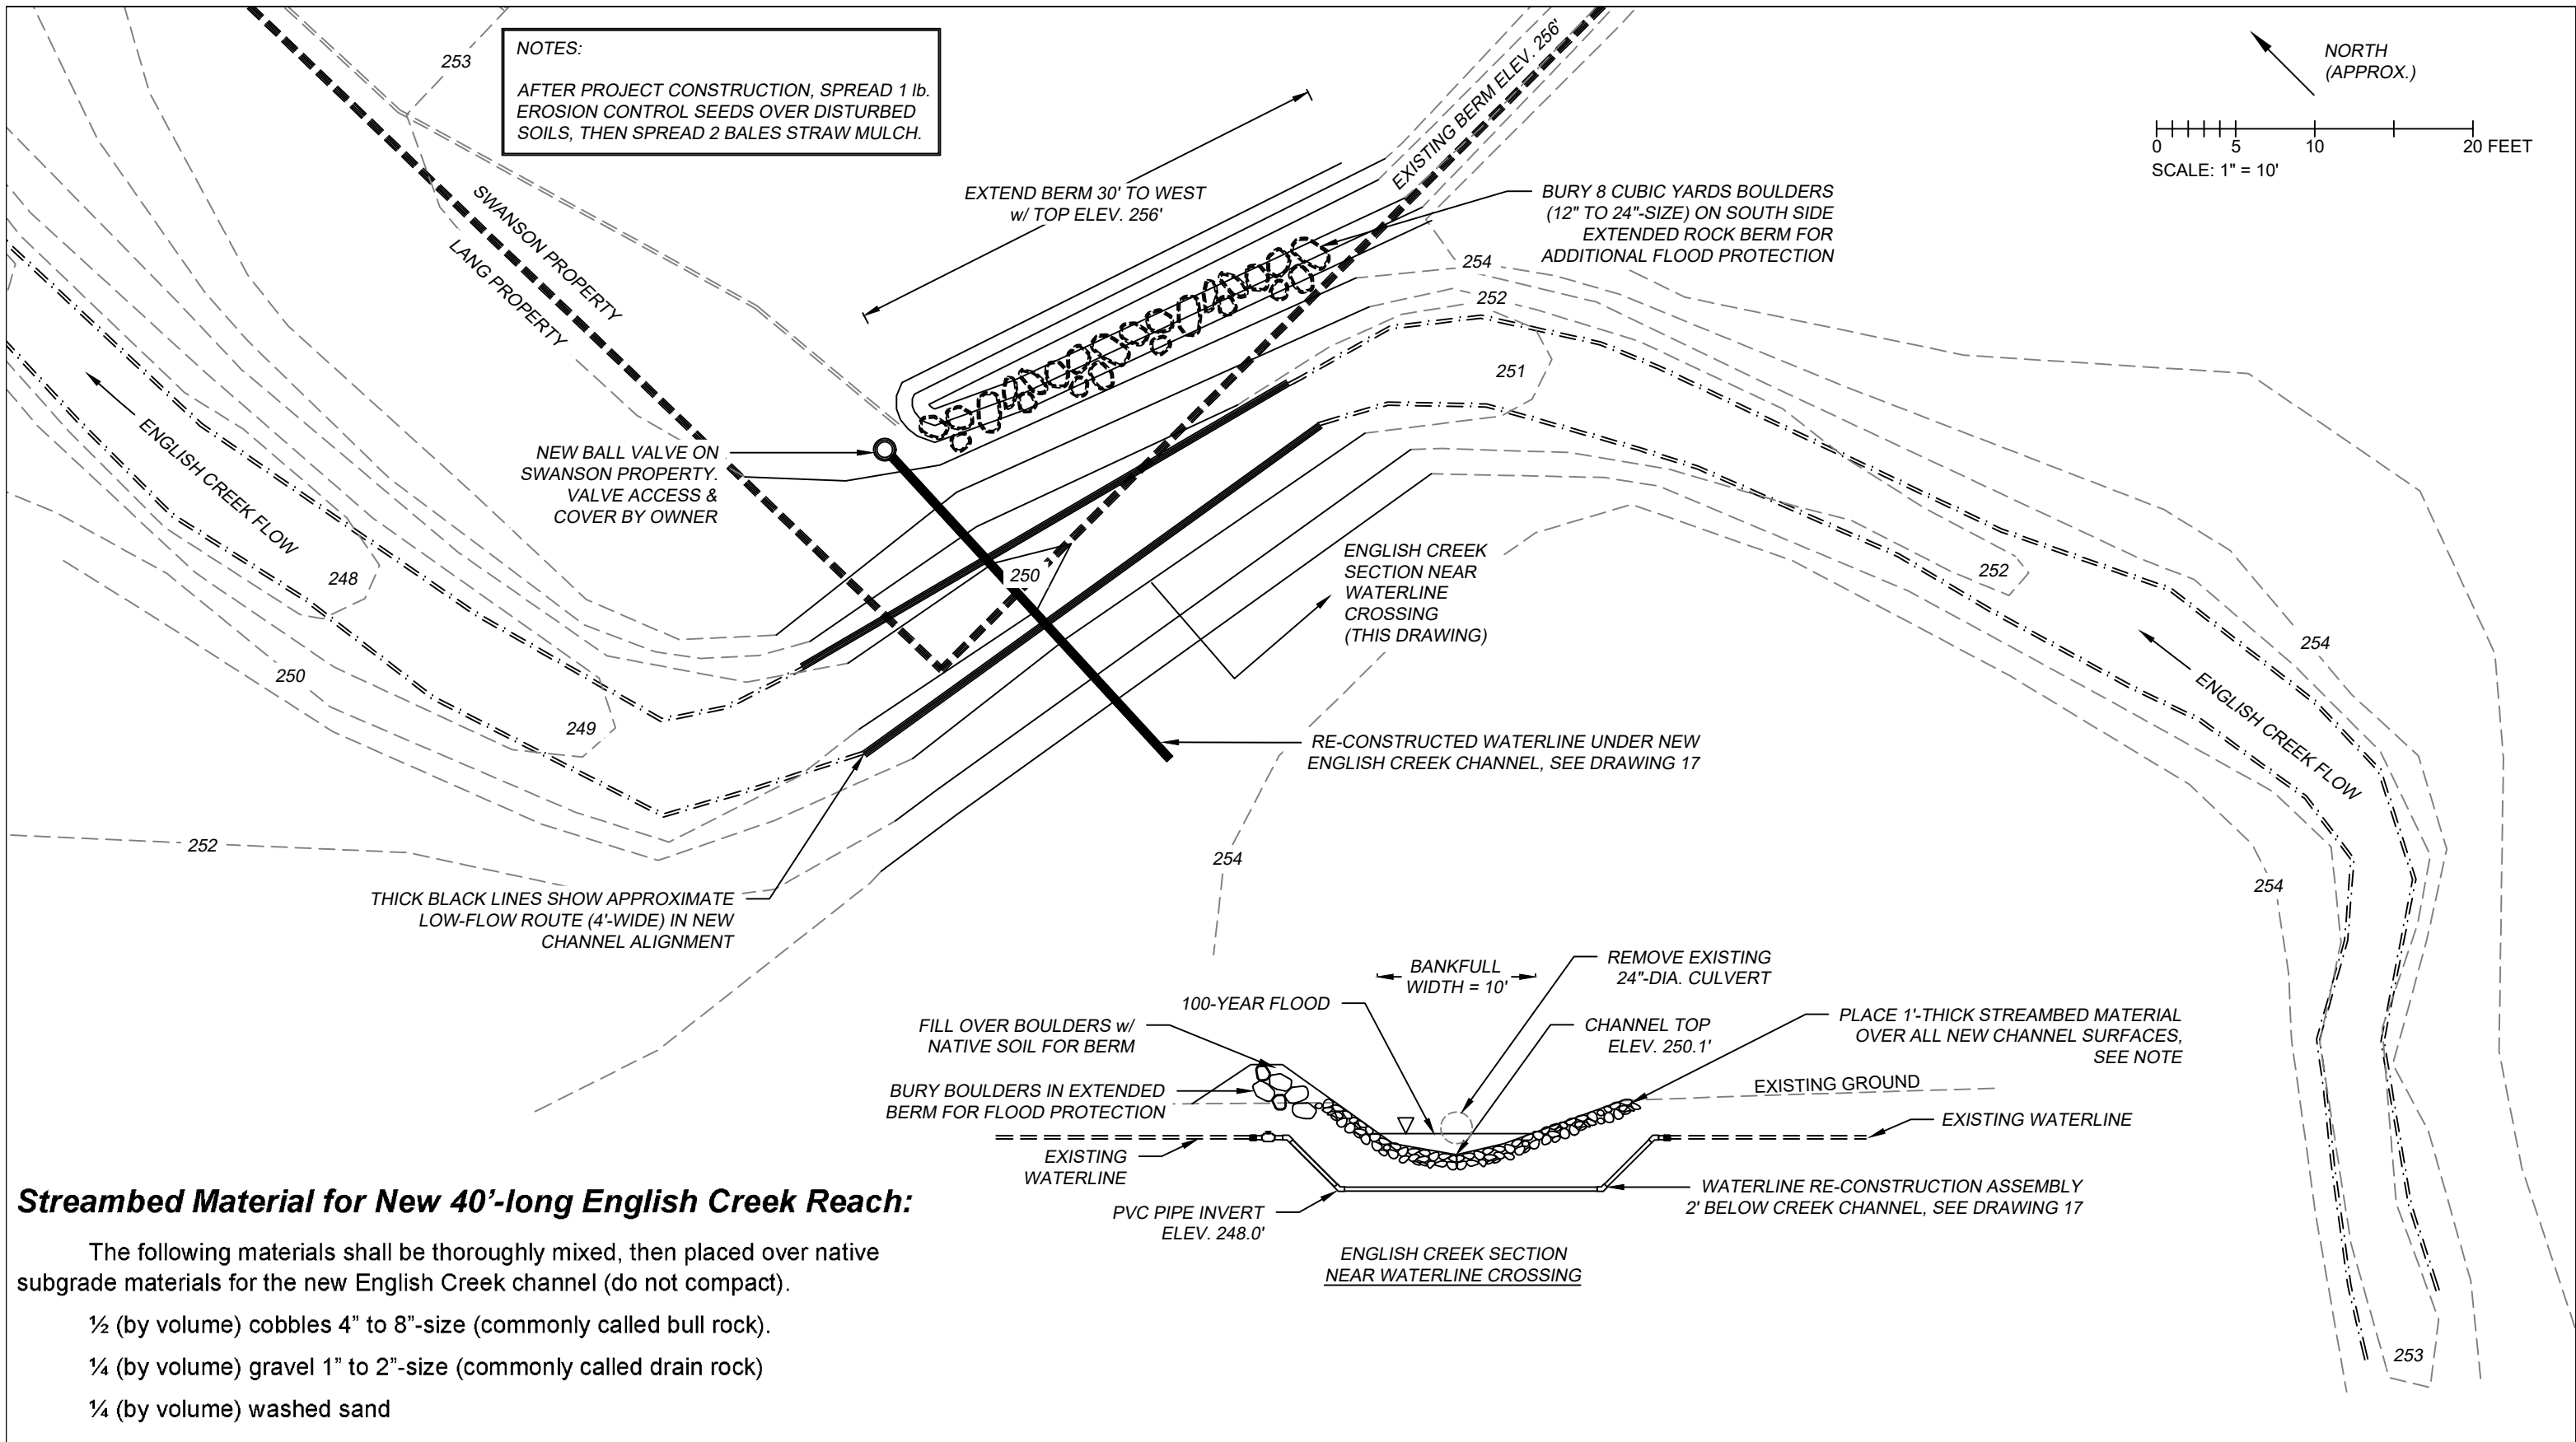 253
NOTES:
AFTER PROJECT CONSTRUCTION, SPREAD 1 lb.
EROSION CONTROL SEEDS OVER DISTURBED
SOILS, THEN SPREAD 2 BALES STRAW MULCH.
EXISTING BERM ELEV. 256'
NORTH
(APPROX.)
0 5 10 20 FEET
SCALE: 1" = 10'
SWANSON PROPERTY
LANG PROPERTY
EXTEND BERM 30' TO WEST
w/ TOP ELEV. 256'
BURY 8 CUBIC YARDS BOULDERS
(12" TO 24"-SIZE) ON SOUTH SIDE
EXTENDED ROCK BERM FOR
ADDITIONAL FLOOD PROTECTION
254
252
251
ENGLISH CREEK FLOW
NEW BALL VALVE ON
SWANSON PROPERTY.
VALVE ACCESS &
COVER BY OWNER
248
250
ENGLISH CREEK
SECTION NEAR
WATERLINE
CROSSING
(THIS DRAWING)
252
254
250
249
ENGLISH CREEK FLOW
RE-CONSTRUCTED WATERLINE UNDER NEW
ENGLISH CREEK CHANNEL, SEE DRAWING 17
252
254
254
THICK BLACK LINES SHOW APPROXIMATE
LOW-FLOW ROUTE (4'-WIDE) IN NEW
CHANNEL ALIGNMENT
BANKFULL
WIDTH = 10'
REMOVE EXISTING
24"-DIA. CULVERT
100-YEAR FLOOD
FILL OVER BOULDERS w/
NATIVE SOIL FOR BERM
CHANNEL TOP
ELEV. 250.1'
PLACE 1'-THICK STREAMBED MATERIAL
OVER ALL NEW CHANNEL SURFACES,
SEE NOTE
BURY BOULDERS IN EXTENDED
BERM FOR FLOOD PROTECTION
EXISTING GROUND
EXISTING WATERLINE
EXISTING
WATERLINE
PVC PIPE INVERT
ELEV. 248.0'
WATERLINE RE-CONSTRUCTION ASSEMBLY
2' BELOW CREEK CHANNEL, SEE DRAWING 17
ENGLISH CREEK SECTION
NEAR WATERLINE CROSSING
253
Streambed Material for New 40’-long English Creek Reach:
The following materials shall be thoroughly mixed, then placed over native
subgrade materials for the new English Creek channel (do not compact).
½ (by volume) cobbles 4” to 8”-size (commonly called bull rock).
¼ (by volume) gravel 1” to 2”-size (commonly called drain rock)
¼ (by volume) washed sand